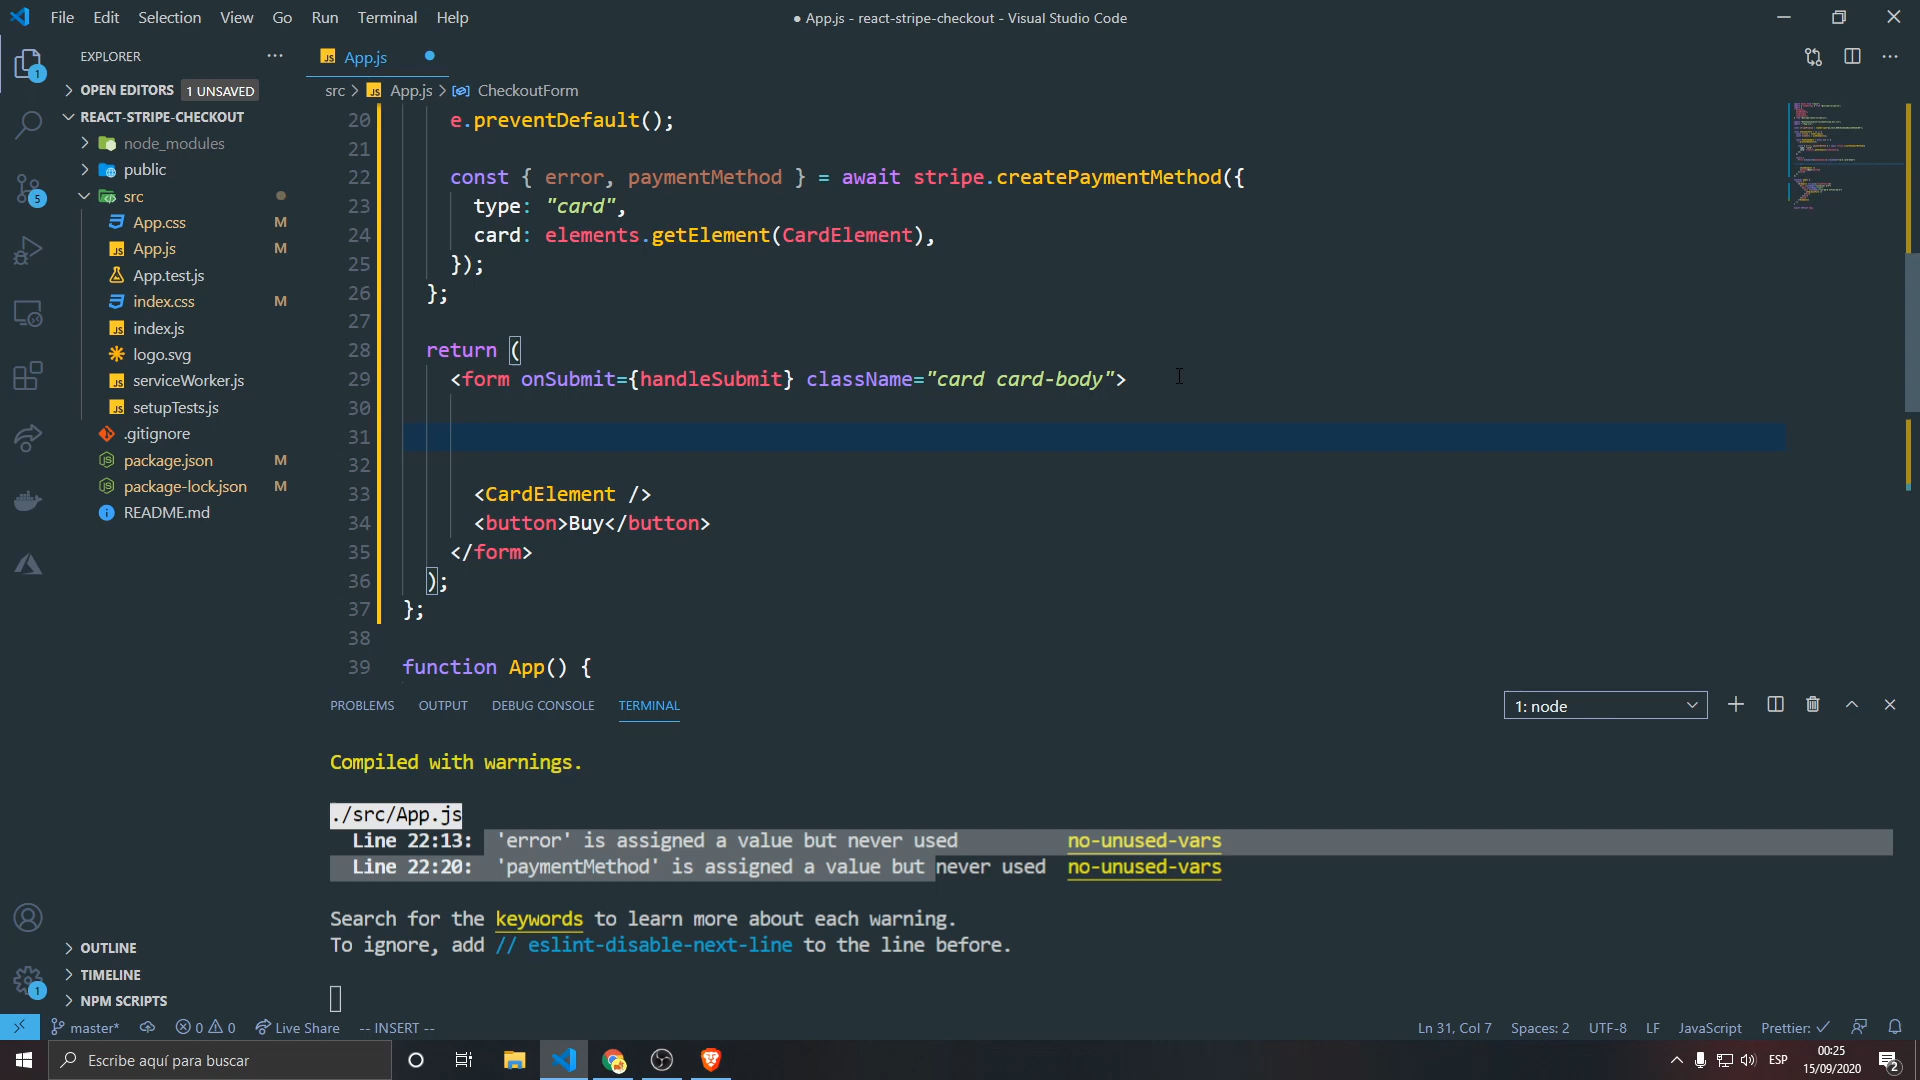 File Edit Selection View Go Run Terminal Help
● App.js - react-stripe-checkout - Visual Studio Code
EXPLORER
App.js
OPEN EDITORS 1 UNSAVED
src > App.js > CheckoutForm
REACT-STRIPE-CHECKOUT
node_modules
public
src
App.css M
App.js M
App.test.js
index.css M
index.js
logo.svg
serviceWorker.js
setupTests.js
.gitignore
package.json M
package-lock.json M
README.md
OUTLINE
TIMELINE
NPM SCRIPTS
1
5
1
20 e.preventDefault();
21
22 const { error, paymentMethod } = await stripe.createPaymentMethod({
23 type: "card",
24 card: elements.getElement(CardElement),
25 });
26 };
27
28 return (
29 <form onSubmit={handleSubmit} className="card card-body">
30
31
32
33 <CardElement />
34 <button>Buy</button>
35 </form>
36 );
37 };
38
39 function App() {
PROBLEMS OUTPUT DEBUG CONSOLE TERMINAL
1: node
Compiled with warnings.
./src/App.js
Line 22:13: 'error' is assigned a value but never used no-unused-vars
Line 22:20: 'paymentMethod' is assigned a value but never used no-unused-vars
Search for the keywords to learn more about each warning.
To ignore, add // eslint-disable-next-line to the line before.
master* 0 0 Live Share -- INSERT --
Ln 31, Col 7 Spaces: 2 UTF-8 LF JavaScript Prettier: ✓
Escribe aquí para buscar
ESP
00:25
15/09/2020
2